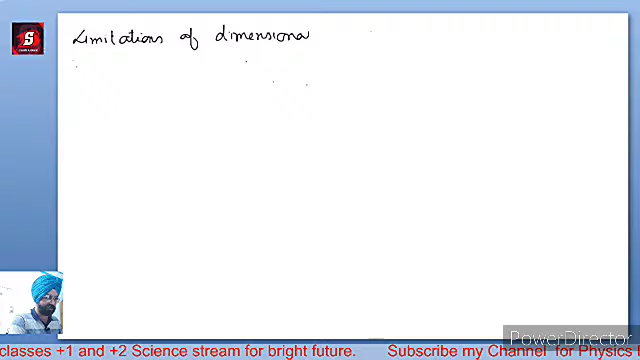 Limitations of dimensiona
S
PowerDirector
classes +1 and +2 Science stream for bright future. Subscribe my Channel for Physics